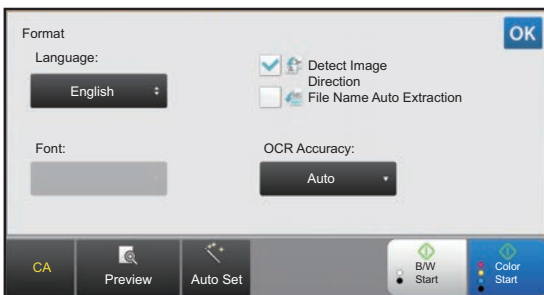 Format
OK
Language:
English
Detect Image
Direction
File Name Auto Extraction
Font:
OCR Accuracy:
Auto
CA
Preview
Auto Set
B/W
Start
Color
Start